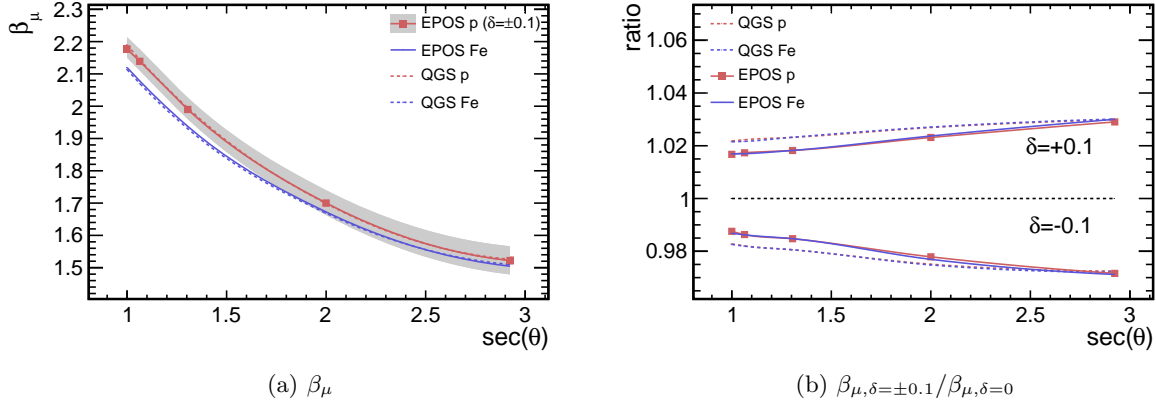 β_μ
2.3
2.2
2.1
2
1.9
1.8
1.7
1.6
1.5
EPOS p (δ=±0.1)
EPOS Fe
QGS p
QGS Fe
1
1.5
2
2.5
3
sec(θ)
(a) β_μ
ratio
1.06
1.04
1.02
1
0.98
QGS p
QGS Fe
EPOS p
EPOS Fe
δ=+0.1
δ=-0.1
1
1.5
2
2.5
3
sec(θ)
(b) β_{μ,δ=±0.1}/β_{μ,δ=0}